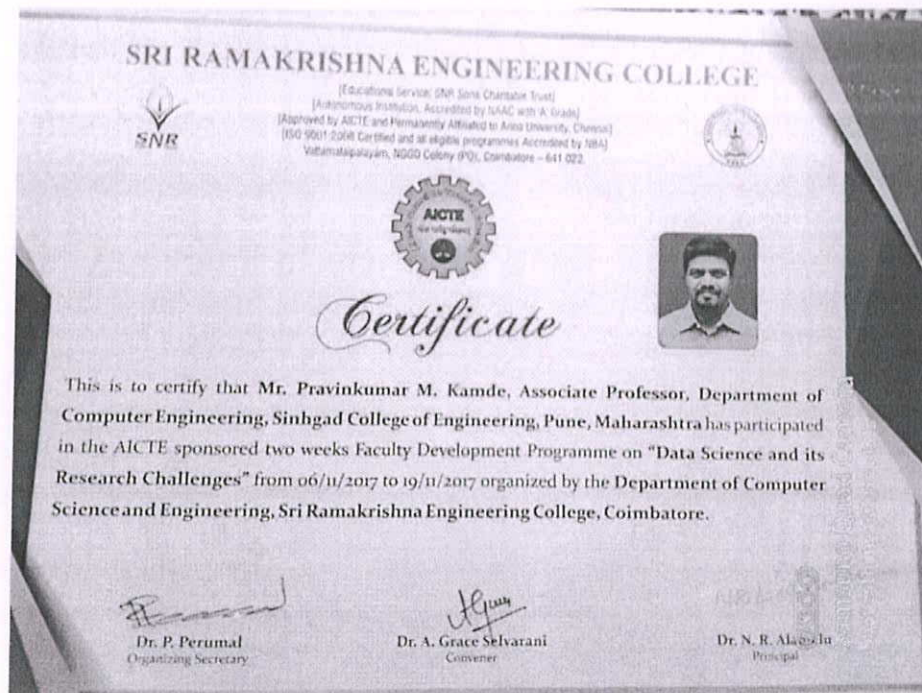 SRI RAMAKRISHNA ENGINEERING COLLEGE
[Educational Service: SNR Sons Charitable Trust]
[Autonomous Institution, Accredited by NAAC with 'A' Grade]
[Approved by AICTE and Permanently Affiliated to Anna University, Chennai]
[ISO 9001:2008 Certified and all eligible programmes Accredited by NBA]
Vattamalaipalayam, NGGO Colony (PO), Coimbatore – 641 022.
SNR
AICTE
Certificate
This is to certify that Mr. Pravinkumar M. Kamde, Associate Professor, Department of
Computer Engineering, Sinhgad College of Engineering, Pune, Maharashtra has participated
in the AICTE sponsored two weeks Faculty Development Programme on "Data Science and its
Research Challenges" from 06/11/2017 to 19/11/2017 organized by the Department of Computer
Science and Engineering, Sri Ramakrishna Engineering College, Coimbatore.
Dr. P. Perumal
Organizing Secretary
Dr. A. Grace Selvarani
Convener
Dr. N. R.
Principal